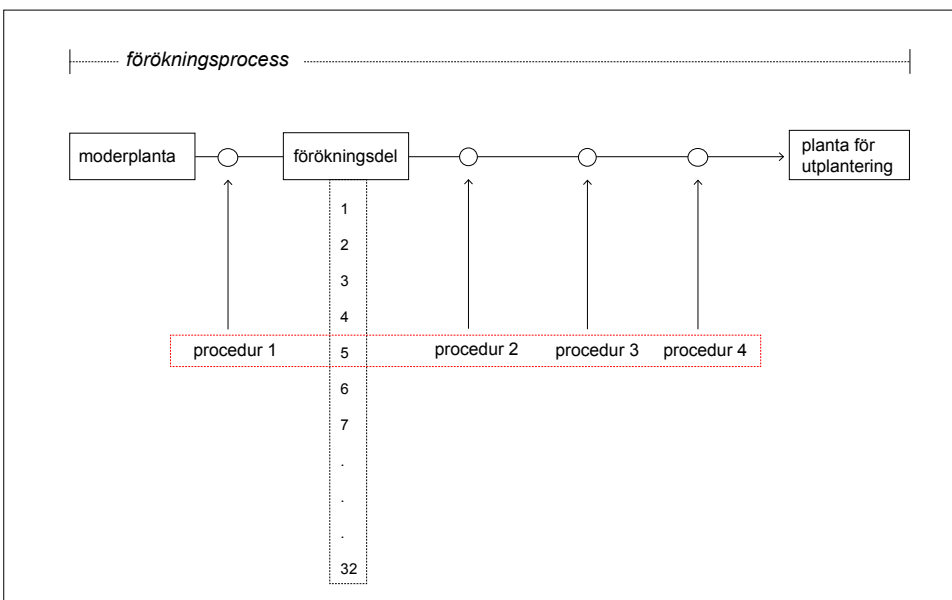 förökningsprocess
moderplanta
förökningsdel
planta för
utplantering
1
2
3
4
procedur 1 5 procedur 2 procedur 3 procedur 4
6
7
.
.
.
32